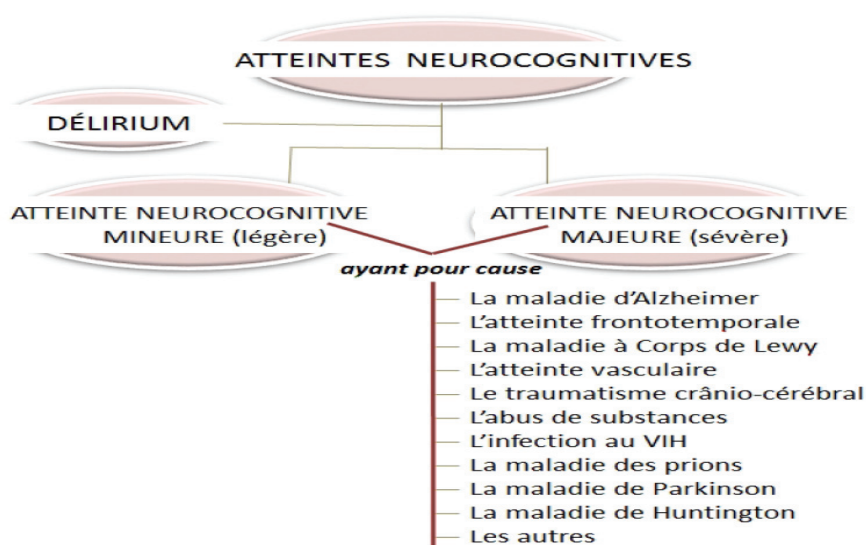 ATTEINTES NEUROCOGNITIVES
DÉLIRIUM
ATTEINTE NEUROCOGNITIVE
MINEURE (légère)
ATTEINTE NEUROCOGNITIVE
MAJEURE (sévère)
ayant pour cause
La maladie d'Alzheimer
L'atteinte frontotemporale
La maladie à Corps de Lewy
L'atteinte vasculaire
Le traumatisme crânio-cérébral
L'abus de substances
L'infection au VIH
La maladie des prions
La maladie de Parkinson
La maladie de Huntington
Les autres